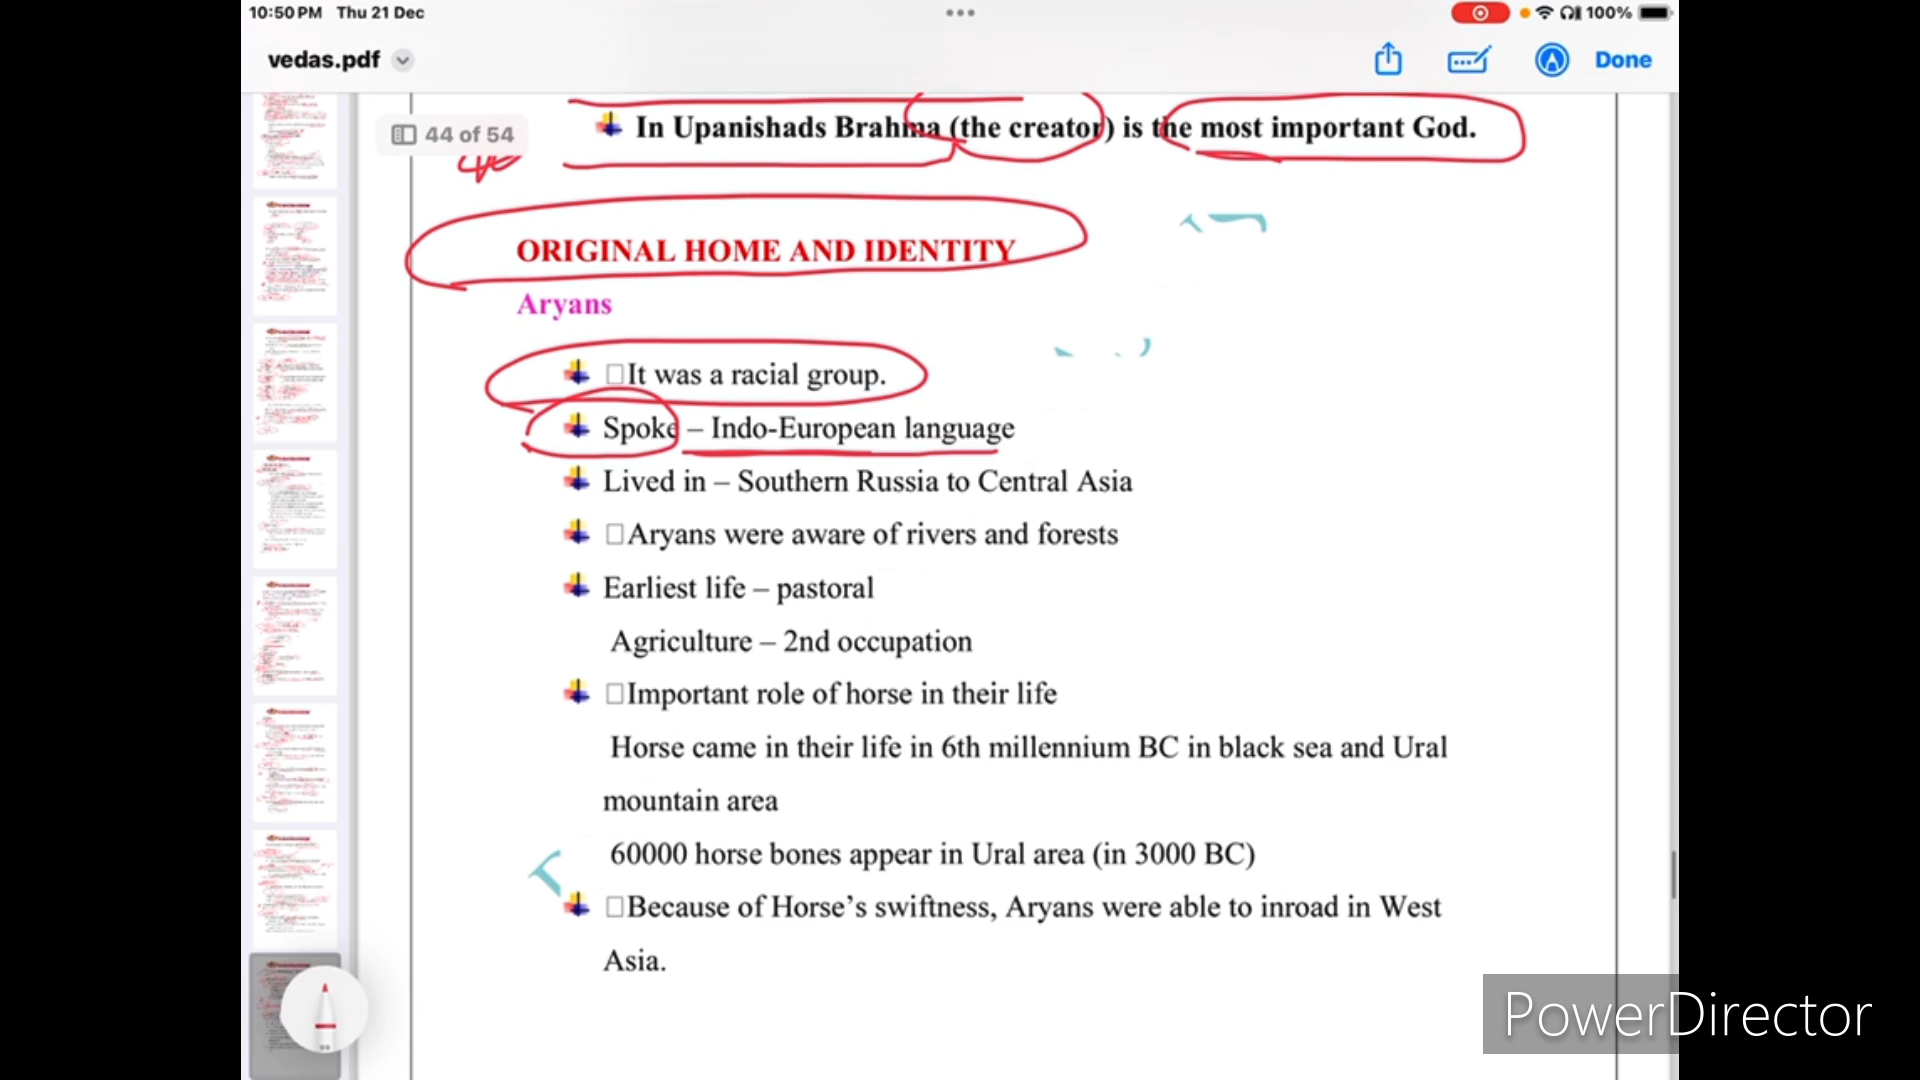 10:50 PM Thu 21 Dec
100%
vedas.pdf
Done
44 of 54
In Upanishads Brahma (the creator) is the most important God.
ORIGINAL HOME AND IDENTITY
Aryans
It was a racial group.
Spoke – Indo-European language
Lived in – Southern Russia to Central Asia
Aryans were aware of rivers and forests
Earliest life – pastoral
Agriculture – 2nd occupation
Important role of horse in their life
Horse came in their life in 6th millennium BC in black sea and Ural
mountain area
60000 horse bones appear in Ural area (in 3000 BC)
Because of Horse’s swiftness, Aryans were able to inroad in West
Asia.
PowerDirector